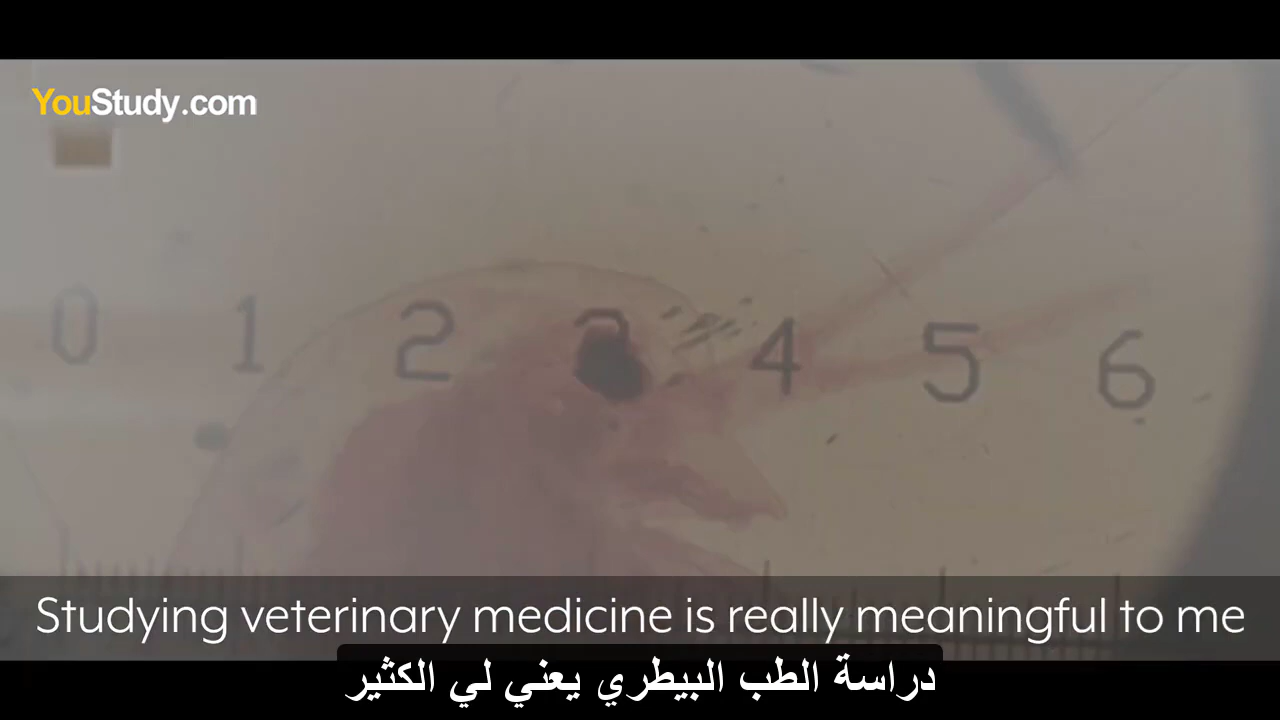 YouStudy.com
0 1 2 3 4 5 6
Studying veterinary medicine is really meaningful to me
دراسة الطب البيطري يعني لي الكثير